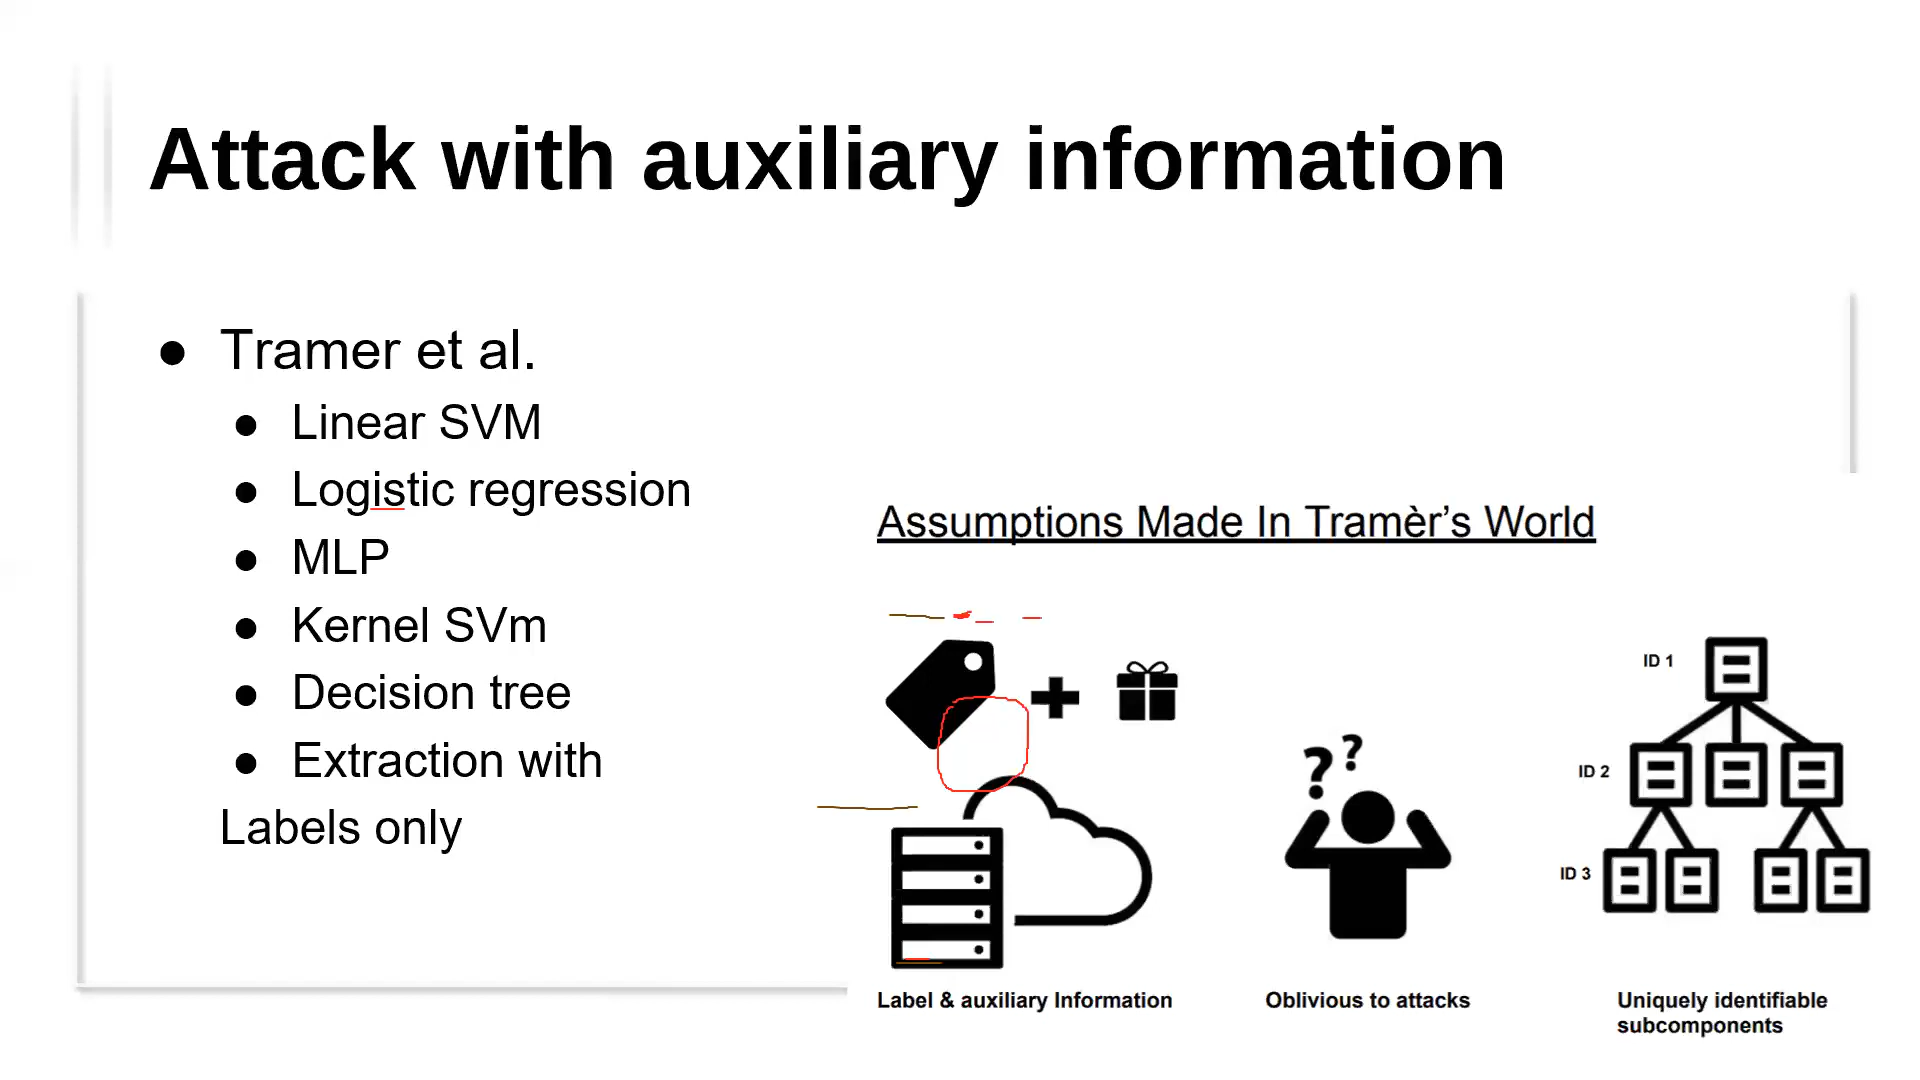 Attack with auxiliary information
● Tramer et al.
● Linear SVM
● Logistic regression
● MLP
● Kernel SVm
● Decision tree
● Extraction with
Labels only
Assumptions Made In Tramèr’s World
? ?
ID 1
ID 2
ID 3
Label & auxiliary Information
Oblivious to attacks
Uniquely identifiable
subcomponents